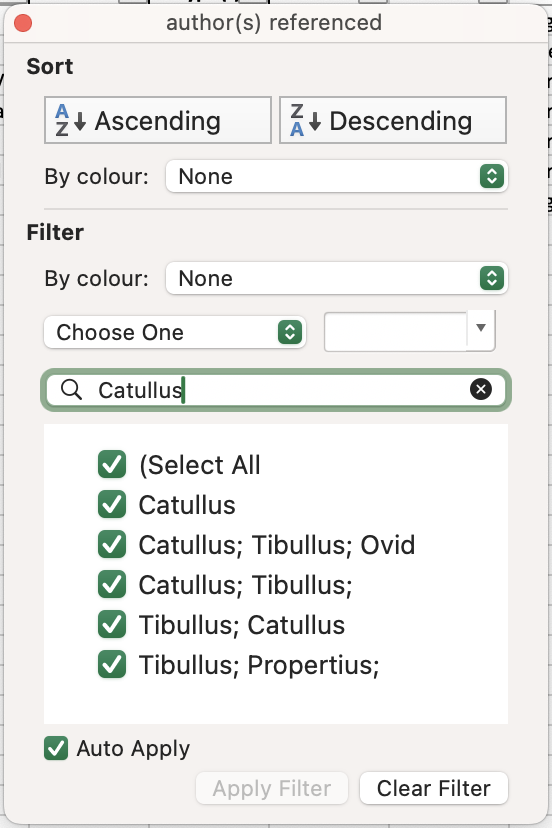 author(s) referenced
Sort
A Z Ascending
Z A Descending
By colour: None
Filter
By colour: None
Choose One
Catullus
(Select All
Catullus
Catullus; Tibullus; Ovid
Catullus; Tibullus;
Tibullus; Catullus
Tibullus; Propertius;
Auto Apply
Apply Filter
Clear Filter